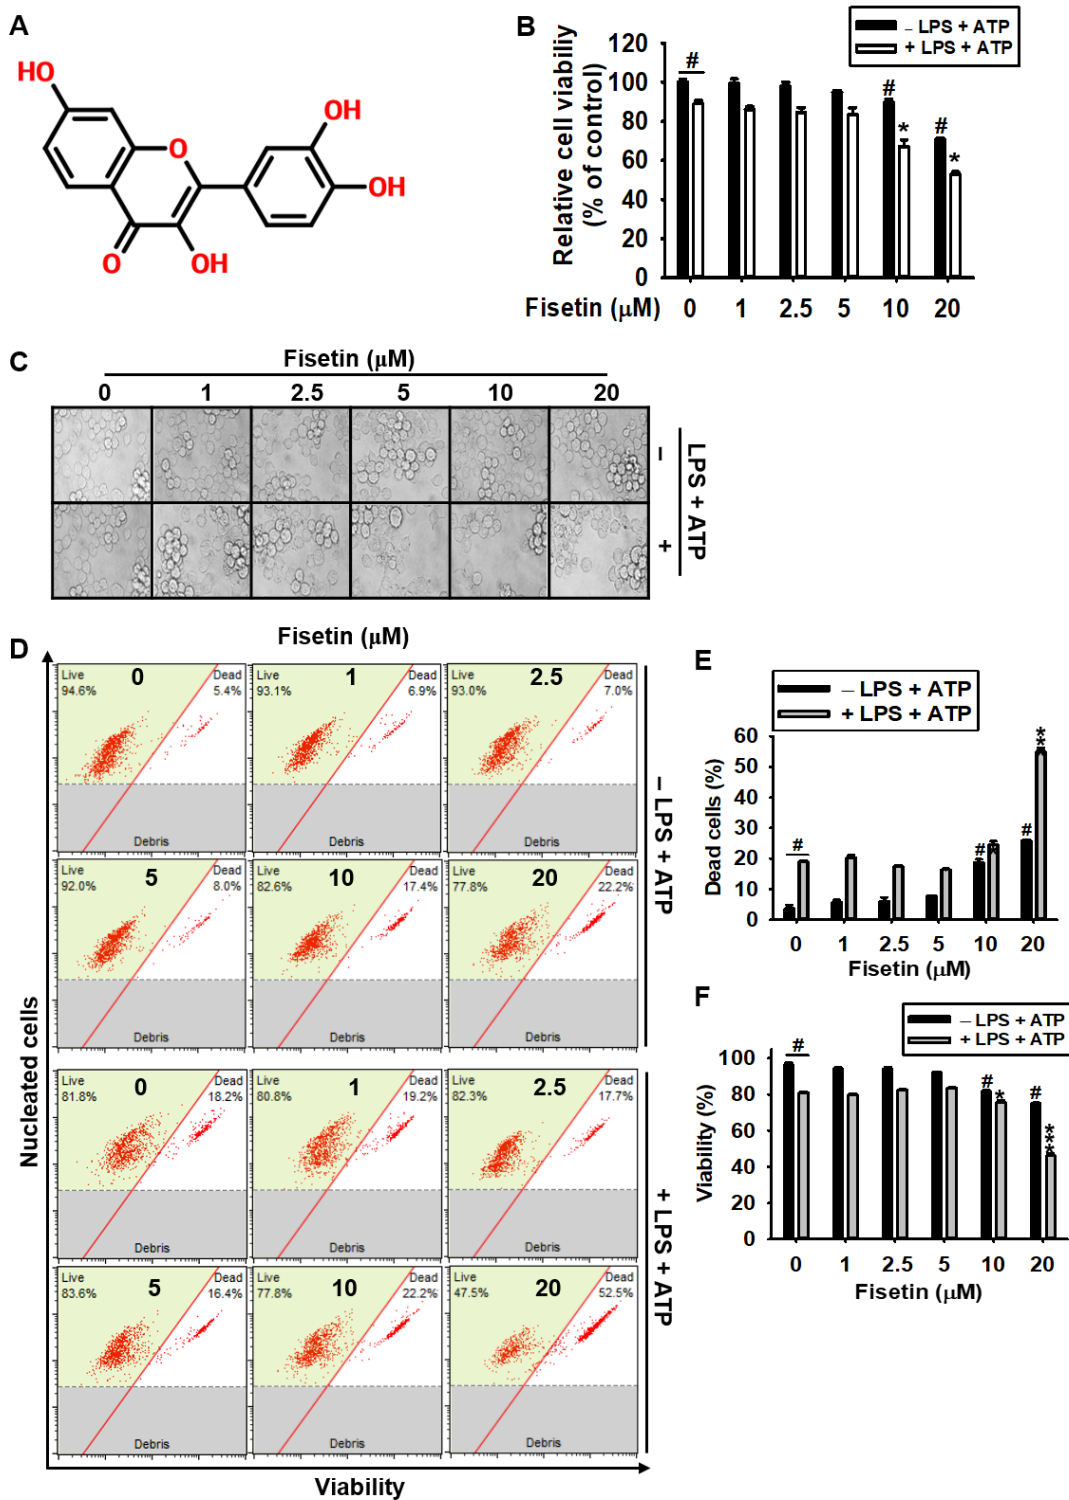 A
HO
O
OH
OH
O
OH
B
– LPS + ATP
+ LPS + ATP
Relative cell viabiliy
(% of control)
120
100
80
60
40
20
0
#
#
*
#
*
Fisetin (μM)
0 1 2.5 5 10 20
C
Fisetin (μM)
0 1 2.5 5 10 20
–
+
LPS + ATP
D
Fisetin (μM)
Live 94.6% 0 Dead 5.4%
Debris
Live 93.1% 1 Dead 6.9%
Debris
Live 93.0% 2.5 Dead 7.0%
Debris
Live 92.0% 5 Dead 8.0%
Debris
Live 82.6% 10 Dead 17.4%
Debris
Live 77.8% 20 Dead 22.2%
Debris
– LPS + ATP
Live 81.8% 0 Dead 18.2%
Debris
Live 80.8% 1 Dead 19.2%
Debris
Live 82.3% 2.5 Dead 17.7%
Debris
Live 83.6% 5 Dead 16.4%
Debris
Live 77.8% 10 Dead 22.2%
Debris
Live 47.5% 20 Dead 52.5%
Debris
+ LPS + ATP
Nucleated cells
Viability
E
– LPS + ATP
+ LPS + ATP
Dead cells (%)
60
50
40
30
20
10
0
#
#
*
#
**
0 1 2.5 5 10 20
Fisetin (μM)
F
– LPS + ATP
+ LPS + ATP
Viability (%)
100
80
60
40
20
0
#
#
*
#
***
0 1 2.5 5 10 20
Fisetin (μM)